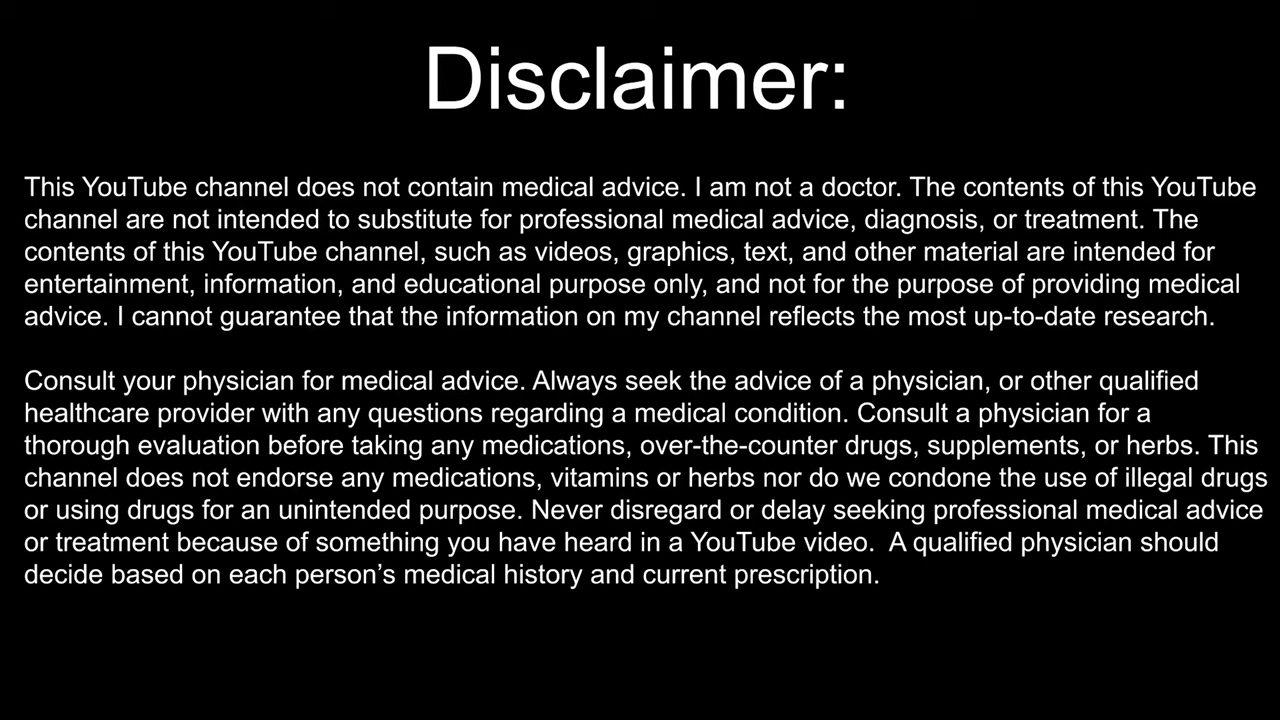 Disclaimer:
This YouTube channel does not contain medical advice. I am not a doctor. The contents of this YouTube
channel are not intended to substitute for professional medical advice, diagnosis, or treatment. The
contents of this YouTube channel, such as videos, graphics, text, and other material are intended for
entertainment, information, and educational purpose only, and not for the purpose of providing medical
advice. I cannot guarantee that the information on my channel reflects the most up-to-date research.
Consult your physician for medical advice. Always seek the advice of a physician, or other qualified
healthcare provider with any questions regarding a medical condition. Consult a physician for a
thorough evaluation before taking any medications, over-the-counter drugs, supplements, or herbs. This
channel does not endorse any medications, vitamins or herbs nor do we condone the use of illegal drugs
or using drugs for an unintended purpose. Never disregard or delay seeking professional medical advice
or treatment because of something you have heard in a YouTube video.  A qualified physician should
decide based on each person’s medical history and current prescription.